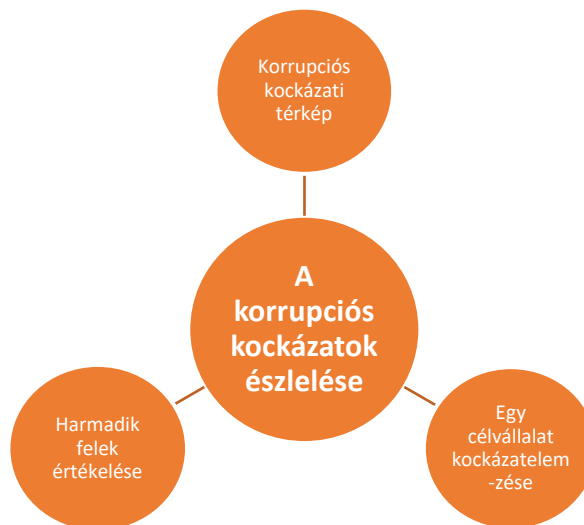 Korrupciós
kockázati
térkép
A
korrupciós
kockázatok
észlelése
Harmadik
felek
értékelése
Egy
célvállalat
kockázatelem
-zése